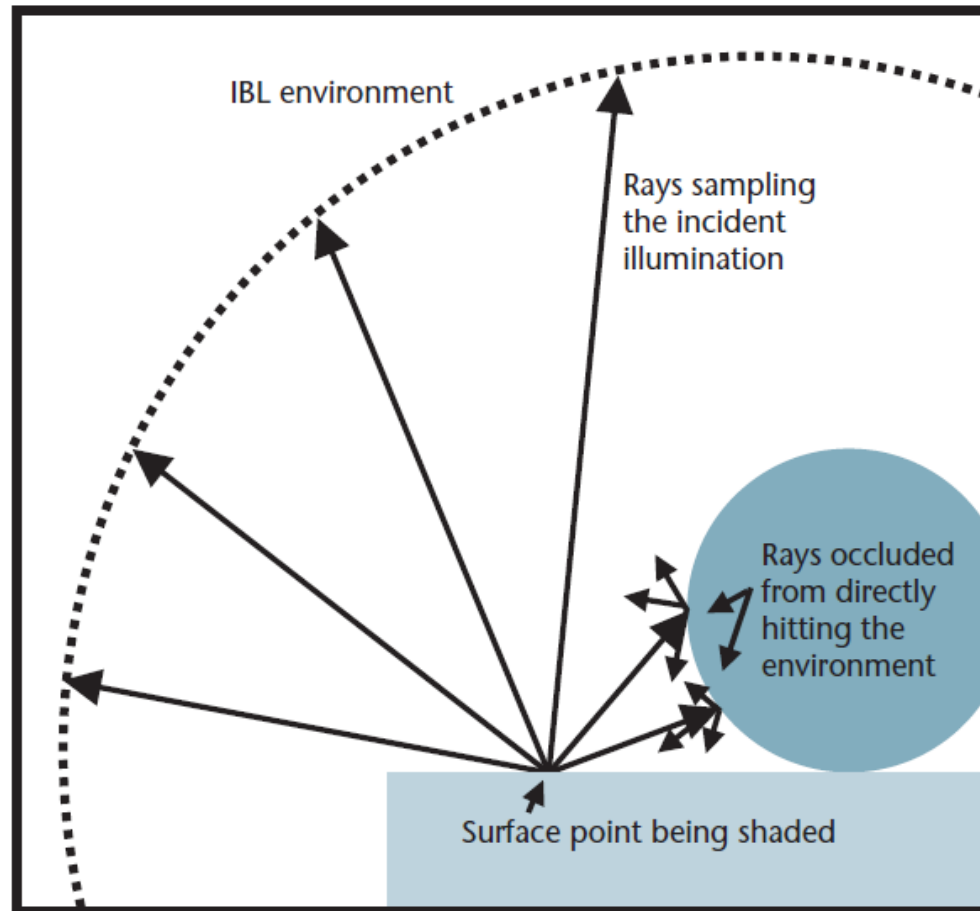 IBL environment
Rays sampling
the incident
illumination
Rays occluded
from directly
hitting the
environment
Surface point being shaded